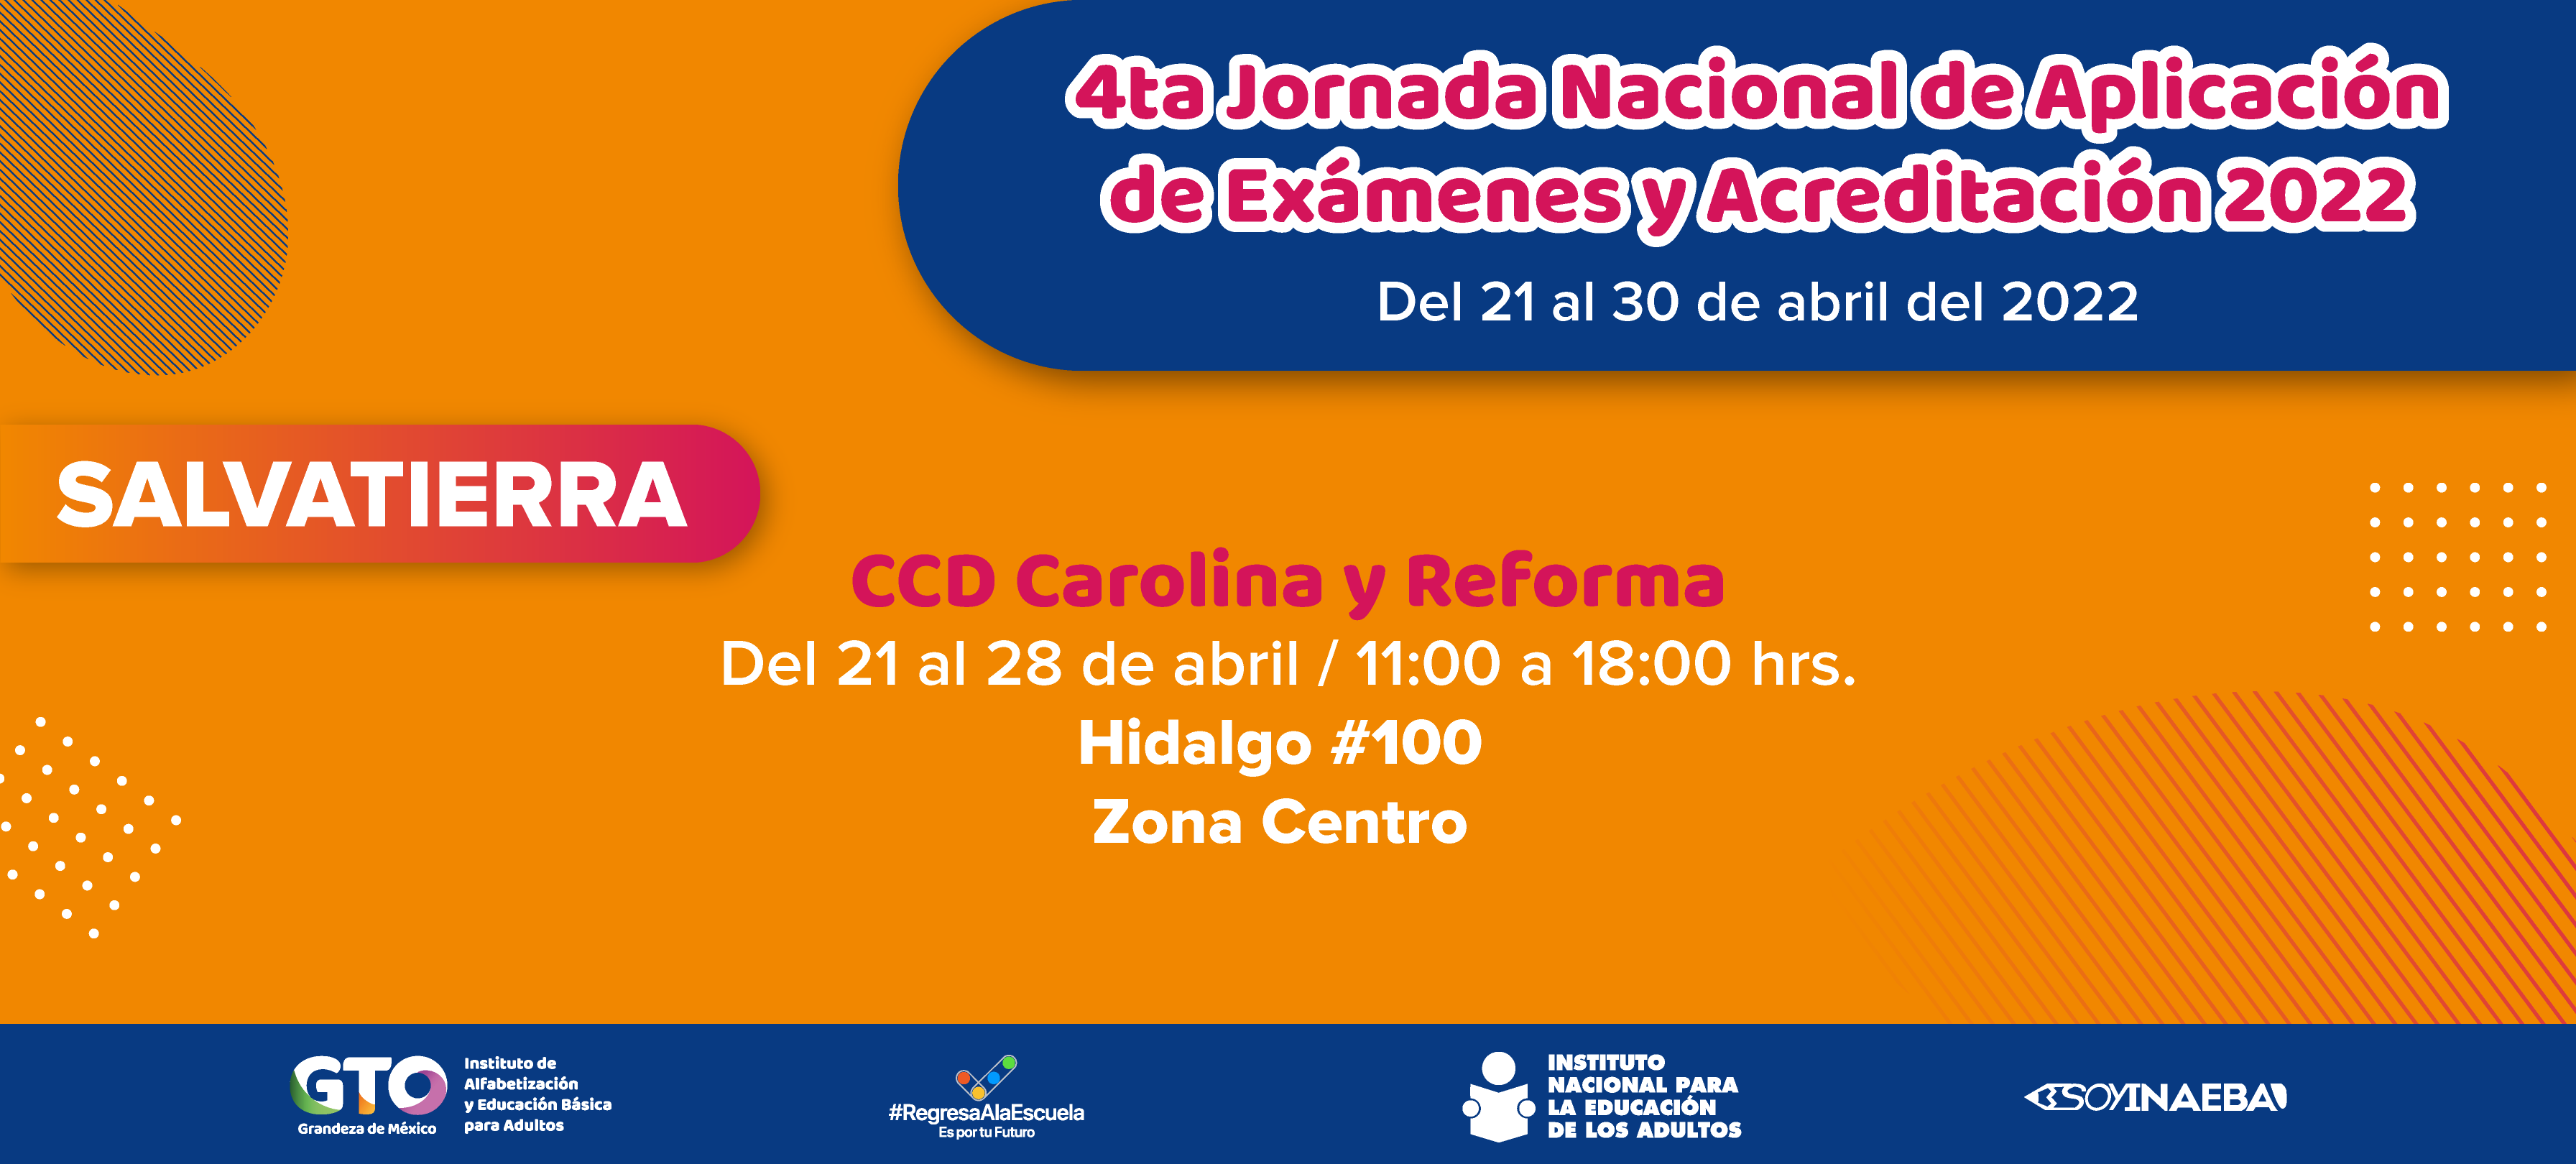 4ta Jornada Nacional de Aplicación
de Exámenes y Acreditación 2022
Del 21 al 30 de abril del 2022
SALVATIERRA
CCD Carolina y Reforma
Del 21 al 28 de abril / 11:00 a 18:00 hrs.
Hidalgo #100
Zona Centro
GTO
Grandeza de México
Instituto de
Alfabetización
y Educación Básica
para Adultos
#RegresaAlaEscuela
Es por tu Futuro
INSTITUTO
NACIONAL PARA
LA EDUCACIÓN
DE LOS ADULTOS
SOYINAEBA